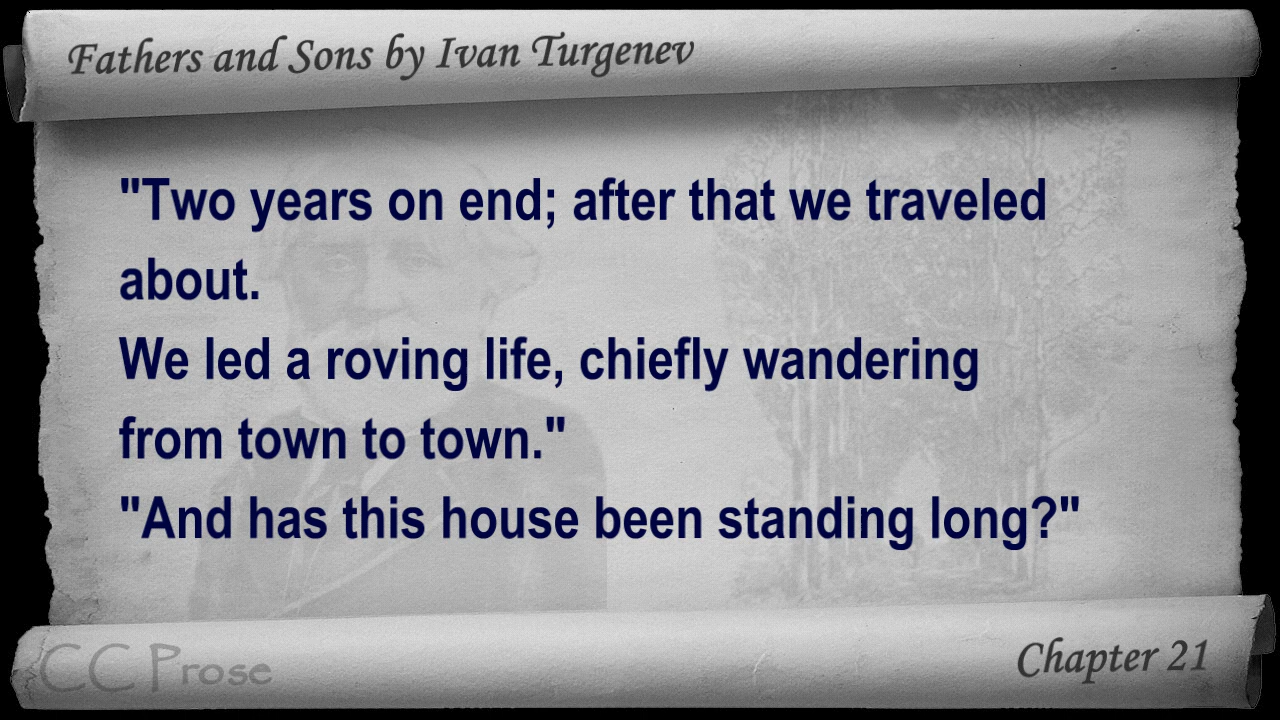 Fathers and Sons by Ivan Turgenev
"Two years on end; after that we traveled
about.
We led a roving life, chiefly wandering
from town to town."
"And has this house been standing long?"
CC Prose
Chapter 21